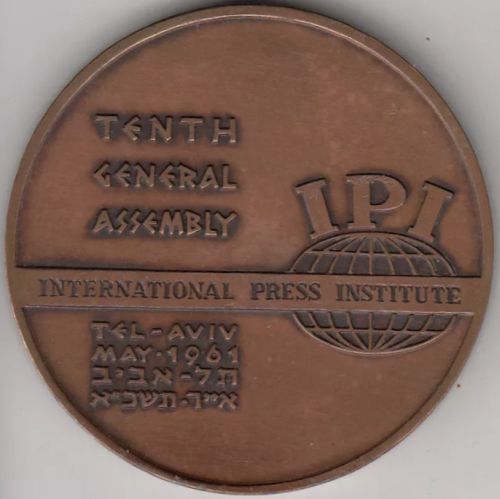 TENTH
GENERAL
ASSEMBLY
IPI
INTERNATIONAL PRESS INSTITUTE
TEL-AVIV
MAY·1961
תל-אביב
אייר·תשכ"א